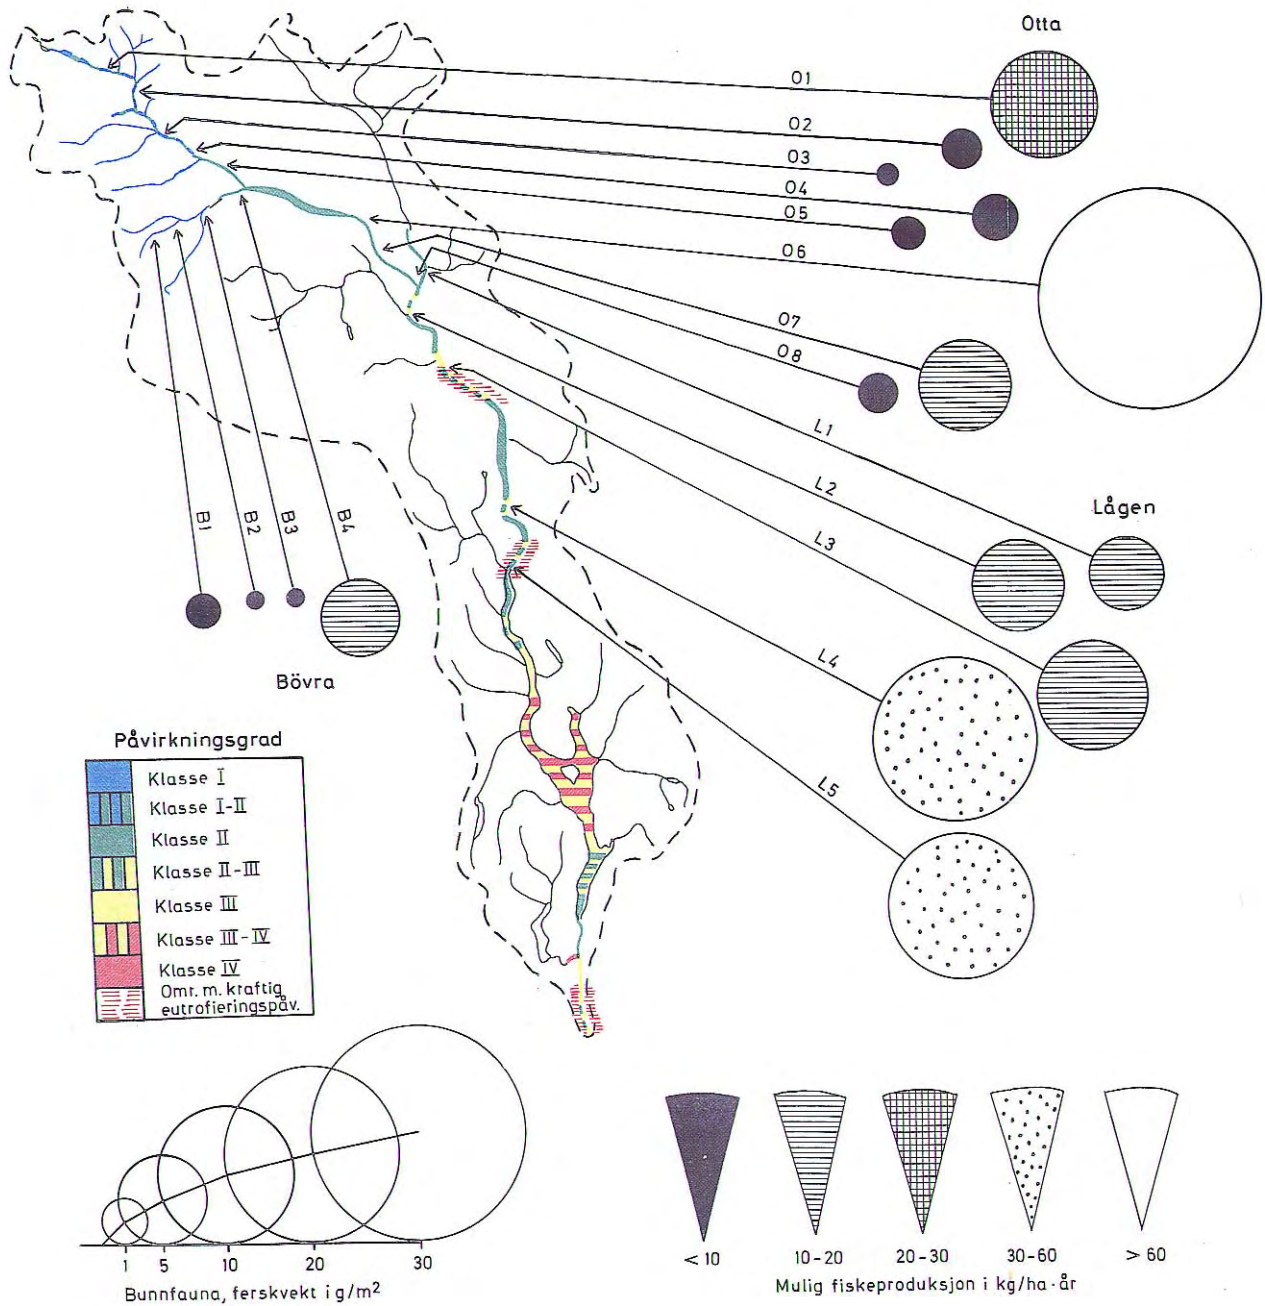 Otta
O1
O2
O3
O4
O5
O6
O7
O8
L1
L2
L3
L4
L5
Lågen
B1
B2
B3
B4
Bövra
Påvirkningsgrad
Klasse I
Klasse I-II
Klasse II
Klasse II-III
Klasse III
Klasse III-IV
Klasse IV
Omr. m. kraftig
eutrofieringspåv.
1 5 10 20 30
Bunnfauna, ferskvekt i g/m²
<10 10-20 20-30 30-60 >60
Mulig fiskeproduksjon i kg/ha·år